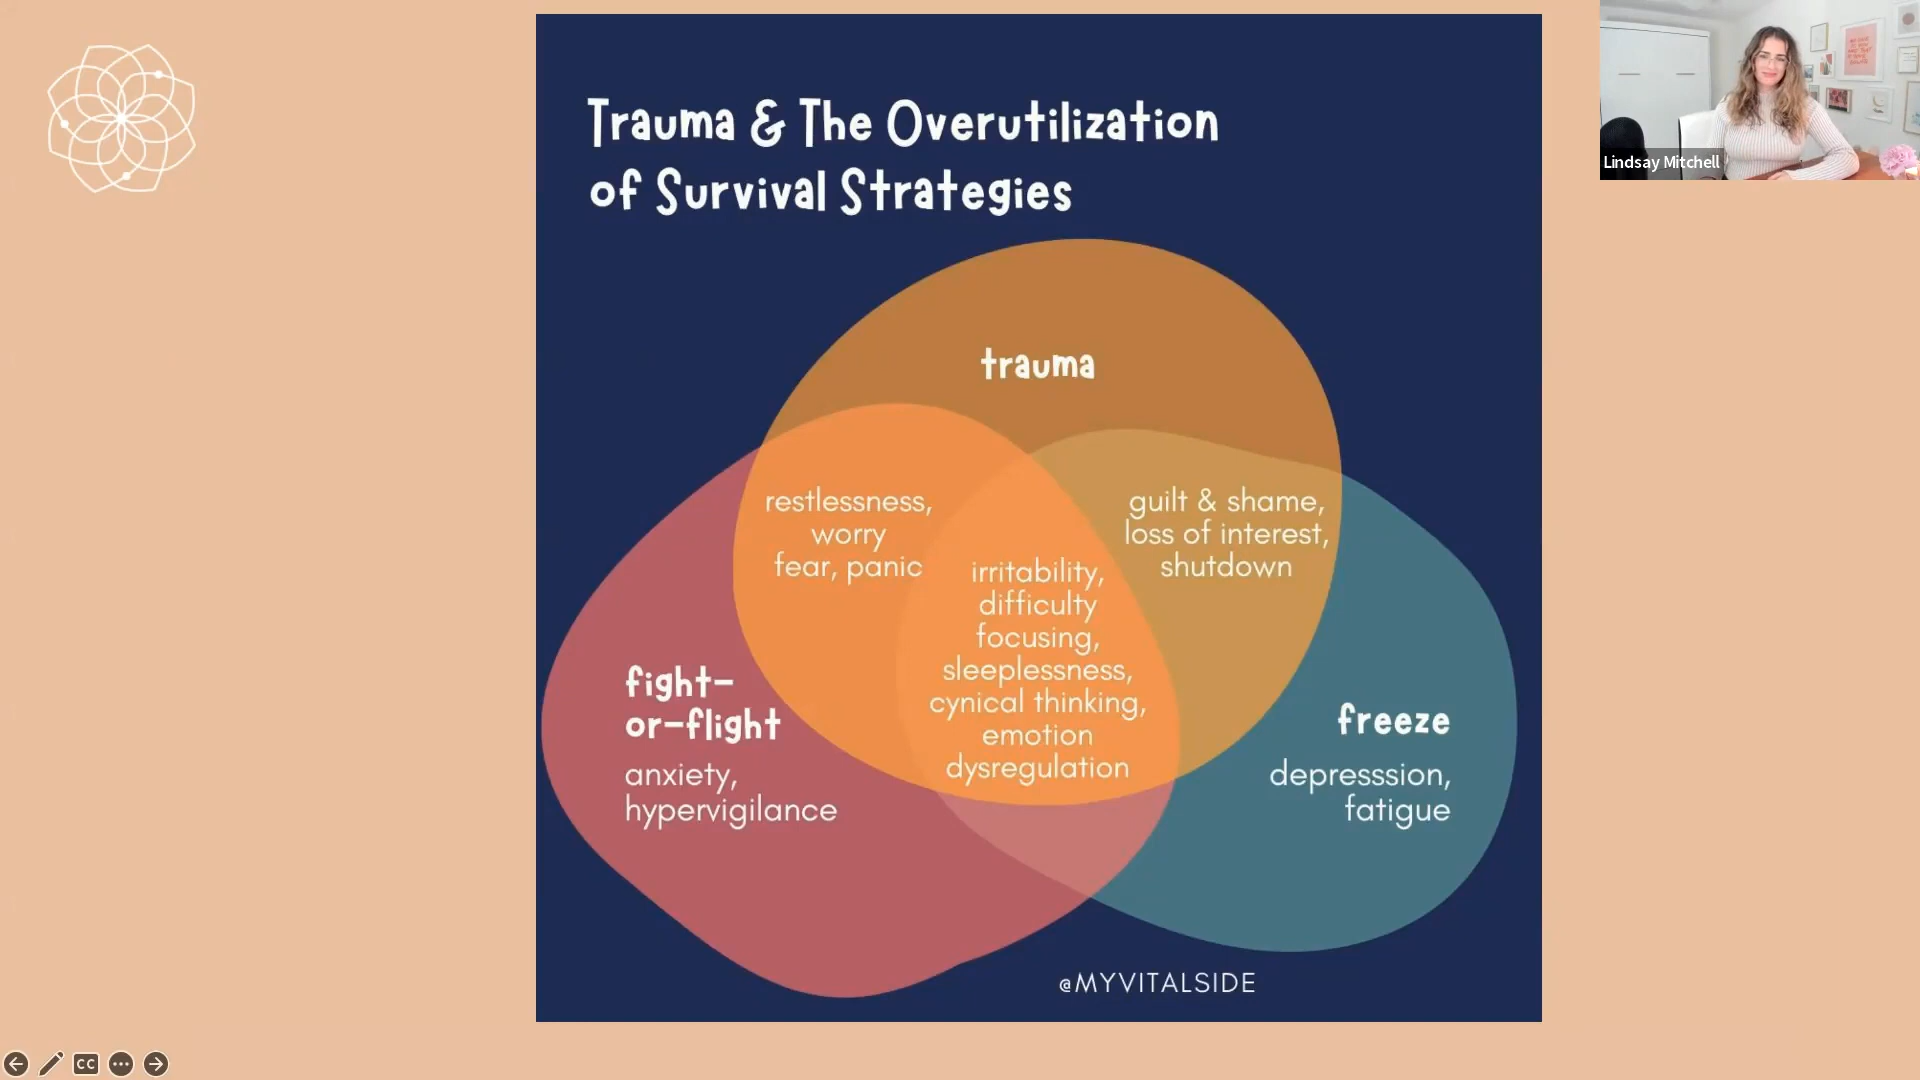 Trauma & The Overutilization
of Survival Strategies
trauma
restlessness,
worry
fear, panic
guilt & shame,
loss of interest,
shutdown
irritability,
difficulty
focusing,
sleeplessness,
cynical thinking,
emotion
dysregulation
fight-
or-flight
anxiety,
hypervigilance
freeze
depresssion,
fatigue
@MYVITALSIDE
Lindsay Mitchell
CC